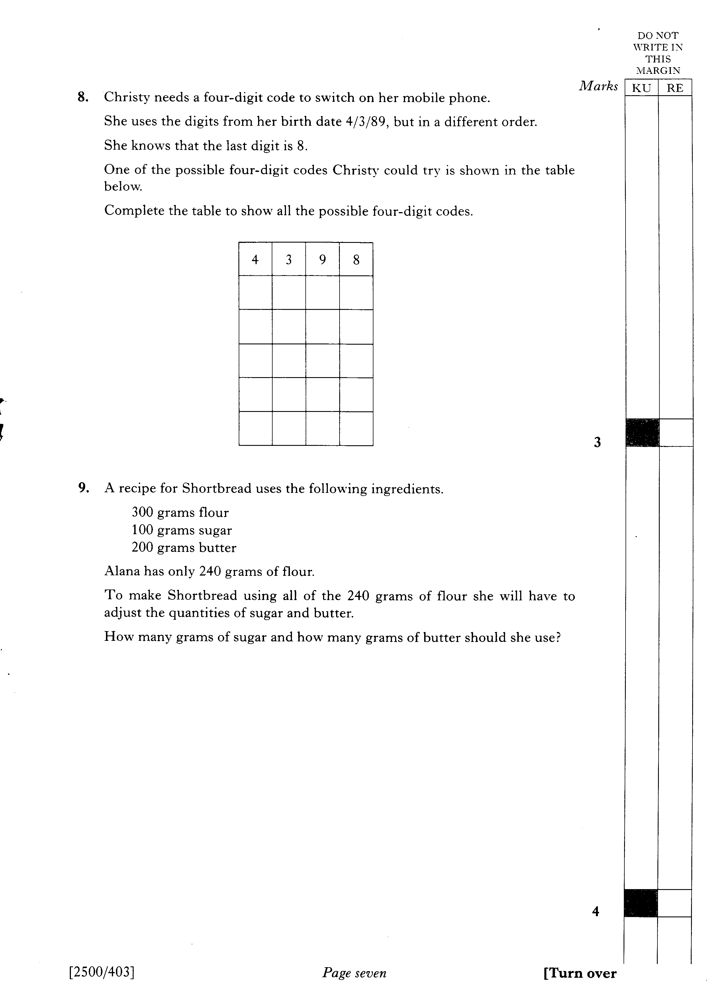 DO NOT
WRITE IN
THIS
MARGIN
Marks
KU RE
8. Christy needs a four-digit code to switch on her mobile phone.
She uses the digits from her birth date 4/3/89, but in a different order.
She knows that the last digit is 8.
One of the possible four-digit codes Christy could try is shown in the table
below.
Complete the table to show all the possible four-digit codes.
4 3 9 8
3
9. A recipe for Shortbread uses the following ingredients.
300 grams flour
100 grams sugar
200 grams butter
Alana has only 240 grams of flour.
To make Shortbread using all of the 240 grams of flour she will have to
adjust the quantities of sugar and butter.
How many grams of sugar and how many grams of butter should she use?
4
[2500/403]
Page seven
[Turn over